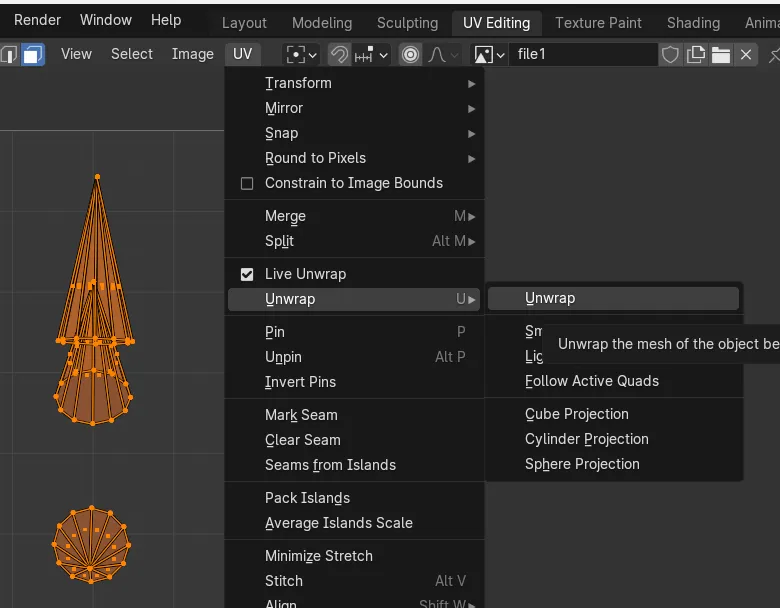 Render Window Help Layout Modeling Sculpting UV Editing Texture Paint Shading Anima
View Select Image UV file1
Transform
Mirror
Snap
Round to Pixels
Constrain to Image Bounds
Merge M
Split Alt M
Live Unwrap
Unwrap U Unwrap
Pin P Sm
Unwrap the mesh of the object be
Unpin Alt P Lig
Invert Pins Follow Active Quads
Mark Seam Cube Projection
Clear Seam Cylinder Projection
Seams from Islands Sphere Projection
Pack Islands
Average Islands Scale
Minimize Stretch
Stitch Alt V
Align Shift W